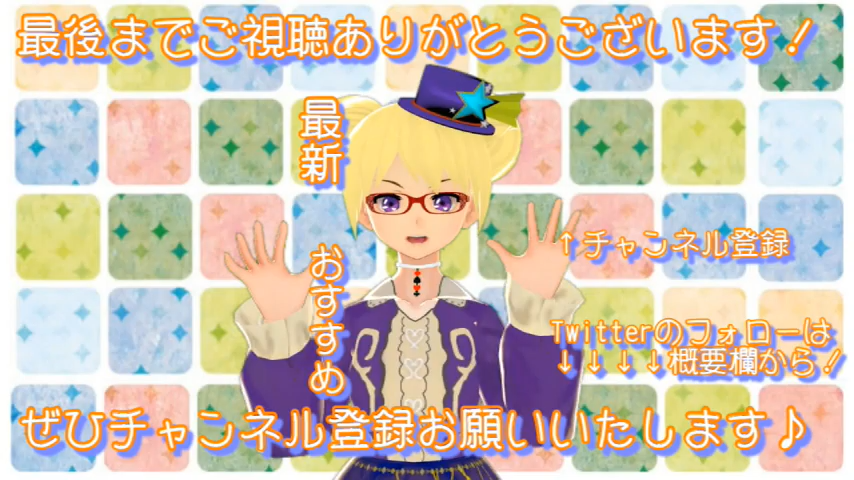 最後までご視聴ありがとうございます！
最新
おすすめ
↑チャンネル登録
Twitterのフォローは
↓↓↓↓概要欄から！
ぜひチャンネル登録お願いいたします♪